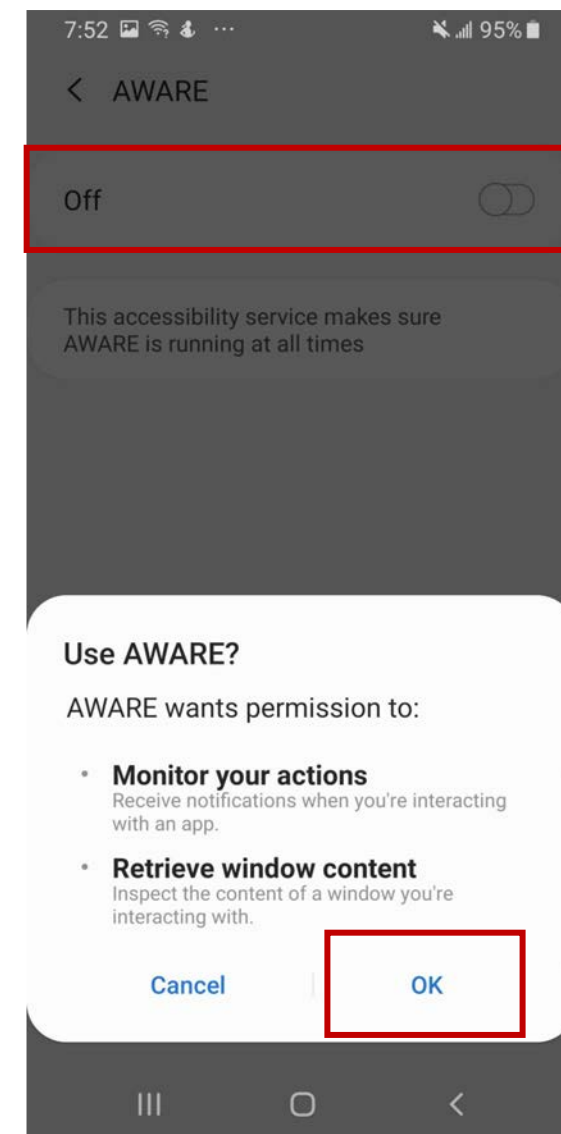 7:52 95%
AWARE
Off
This accessibility service makes sure
AWARE is running at all times
Use AWARE?
AWARE wants permission to:
• Monitor your actions
Receive notifications when you're interacting
with an app.
• Retrieve window content
Inspect the content of a window you're
interacting with.
Cancel OK